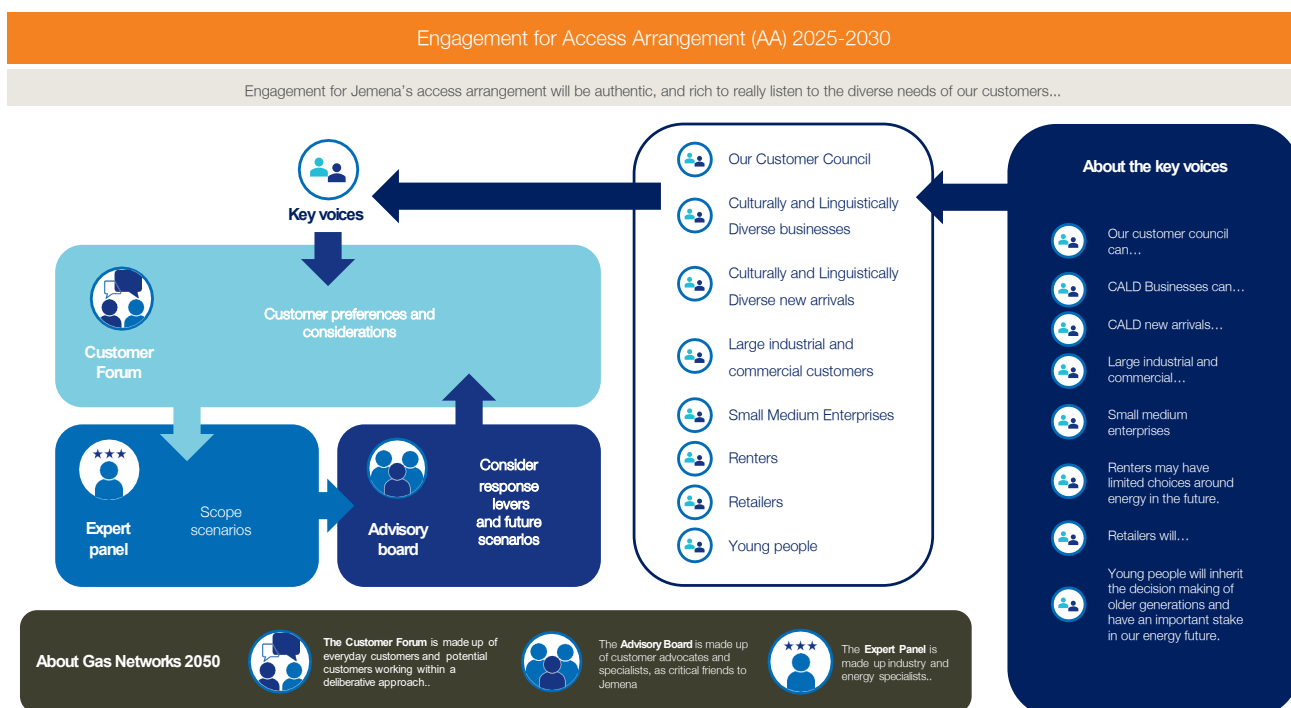 Engagement for Access Arrangement (AA) 2025-2030
Engagement for Jemena's access arrangement will be authentic, and rich to really listen to the diverse needs of our customers...
Key voices
Customer
Forum
Customer preferences and
considerations
Expert
panel
Scope
scenarios
Advisory
board
Consider
response
levers
and future
scenarios
Our Customer Council
Culturally and Linguistically
Diverse businesses
Culturally and Linguistically
Diverse new arrivals
Large industrial and
commercial customers
Small Medium Enterprises
Renters
Retailers
Young people
About the key voices
Our customer council
can…
CALD Businesses can…
CALD new arrivals…
Large industrial and
commercial…
Small medium
enterprises
Renters may have
limited choices around
energy in the future.
Retailers will…
Young people will inherit
the decision making of
older generations and
have an important stake
in our energy future.
About Gas Networks 2050
The Customer Forum is made up of
everyday customers and potential
customers working within a
deliberative approach..
The Advisory Board is made up
of customer advocates and
specialists, as critical friends to
Jemena
The Expert Panel is
made up industry and
energy specialists..